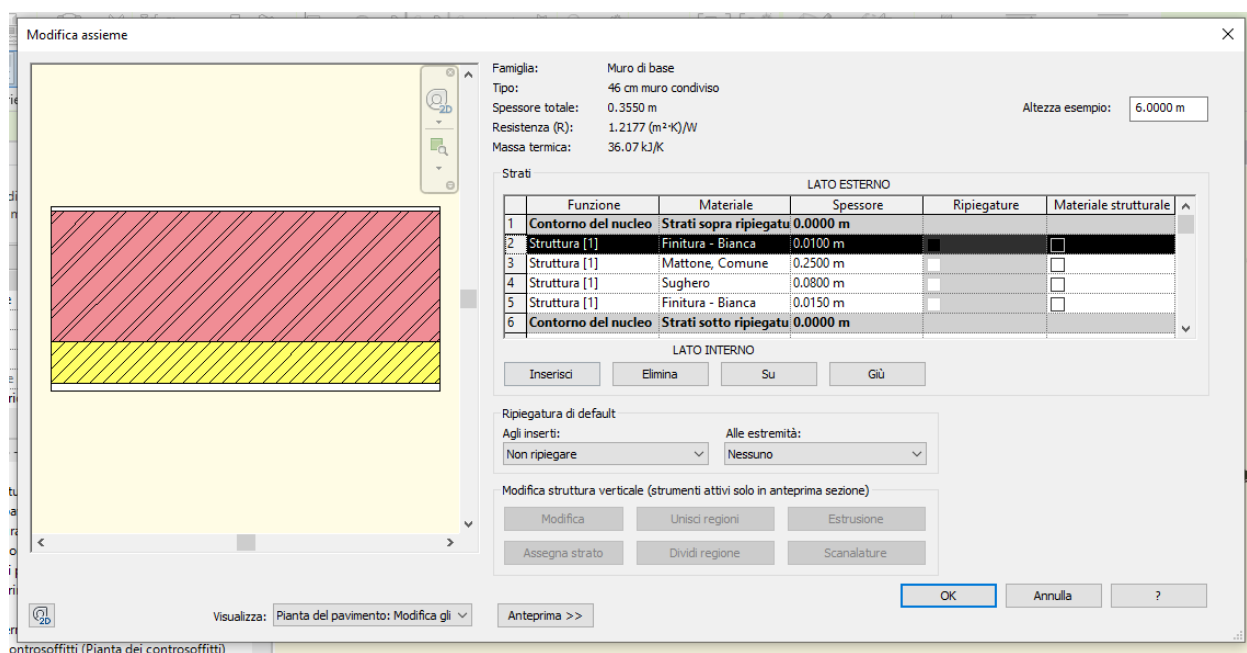 Modifica assieme
Famiglia: Muro di base
Tipo: 46 cm muro condiviso
Spessore totale: 0.3550 m
Altezza esempio: 6.0000 m
Resistenza (R): 1.2177 (m²·K)/W
Massa termica: 36.07 kJ/K
2D
Strati
LATO ESTERNO
Funzione Materiale Spessore Ripiegature Materiale strutturale
1 Contorno del nucleo Strati sopra ripiegatu 0.0000 m
2 Struttura [1] Finitura - Bianca 0.0100 m
3 Struttura [1] Mattone, Comune 0.2500 m
4 Struttura [1] Sughero 0.0800 m
5 Struttura [1] Finitura - Bianca 0.0150 m
6 Contorno del nucleo Strati sotto ripiegatu 0.0000 m
LATO INTERNO
Inserisci Elimina Su Giù
Ripiegatura di default
Agli inserti: Alle estremità:
Non ripiegare Nessuno
Modifica struttura verticale (strumenti attivi solo in anteprima sezione)
Modifica Unisci regioni Estrusione
Assegna strato Dividi regione Scanalature
OK Annulla ?
2D
Visualizza: Pianta del pavimento: Modifica gli Anteprima >>
ontrosoffitti (Pianta dei controsoffitti)